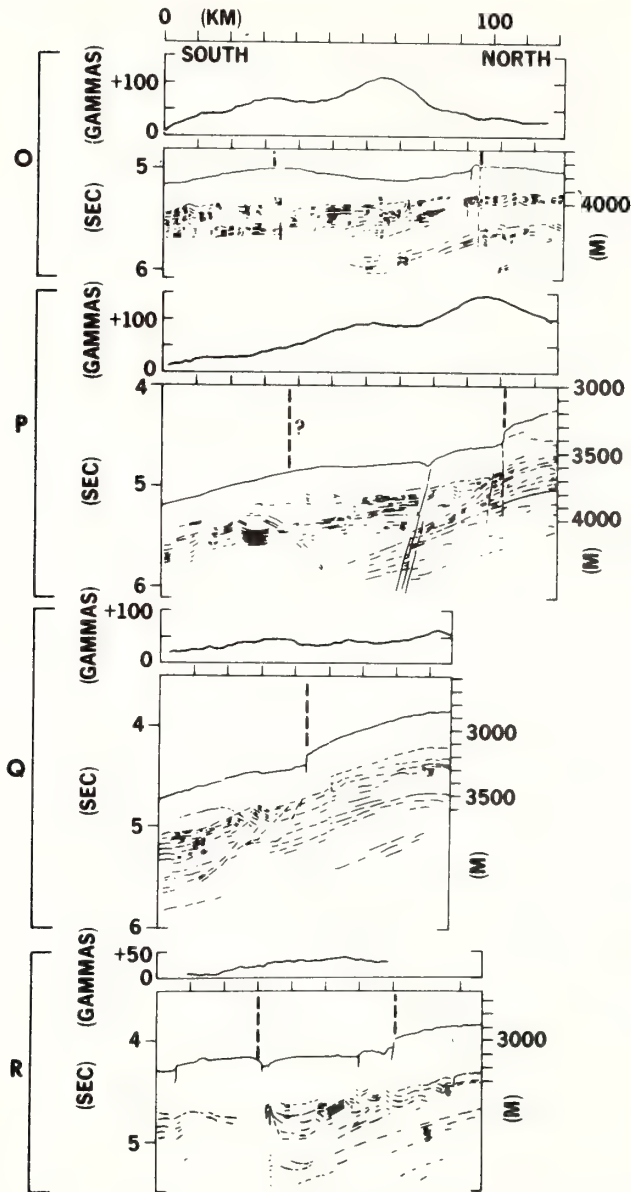 0 (KM) 100
SOUTH NORTH
O
(GAMMAS)
+100
0
(SEC)
5
6
4000
(M)
P
(GAMMAS)
+100
0
(SEC)
4
5
6
?
3000
3500
4000
(M)
Q
(GAMMAS)
+100
0
(SEC)
4
5
6
3000
3500
(M)
R
(GAMMAS)
+50
0
(SEC)
4
5
3000
(M)